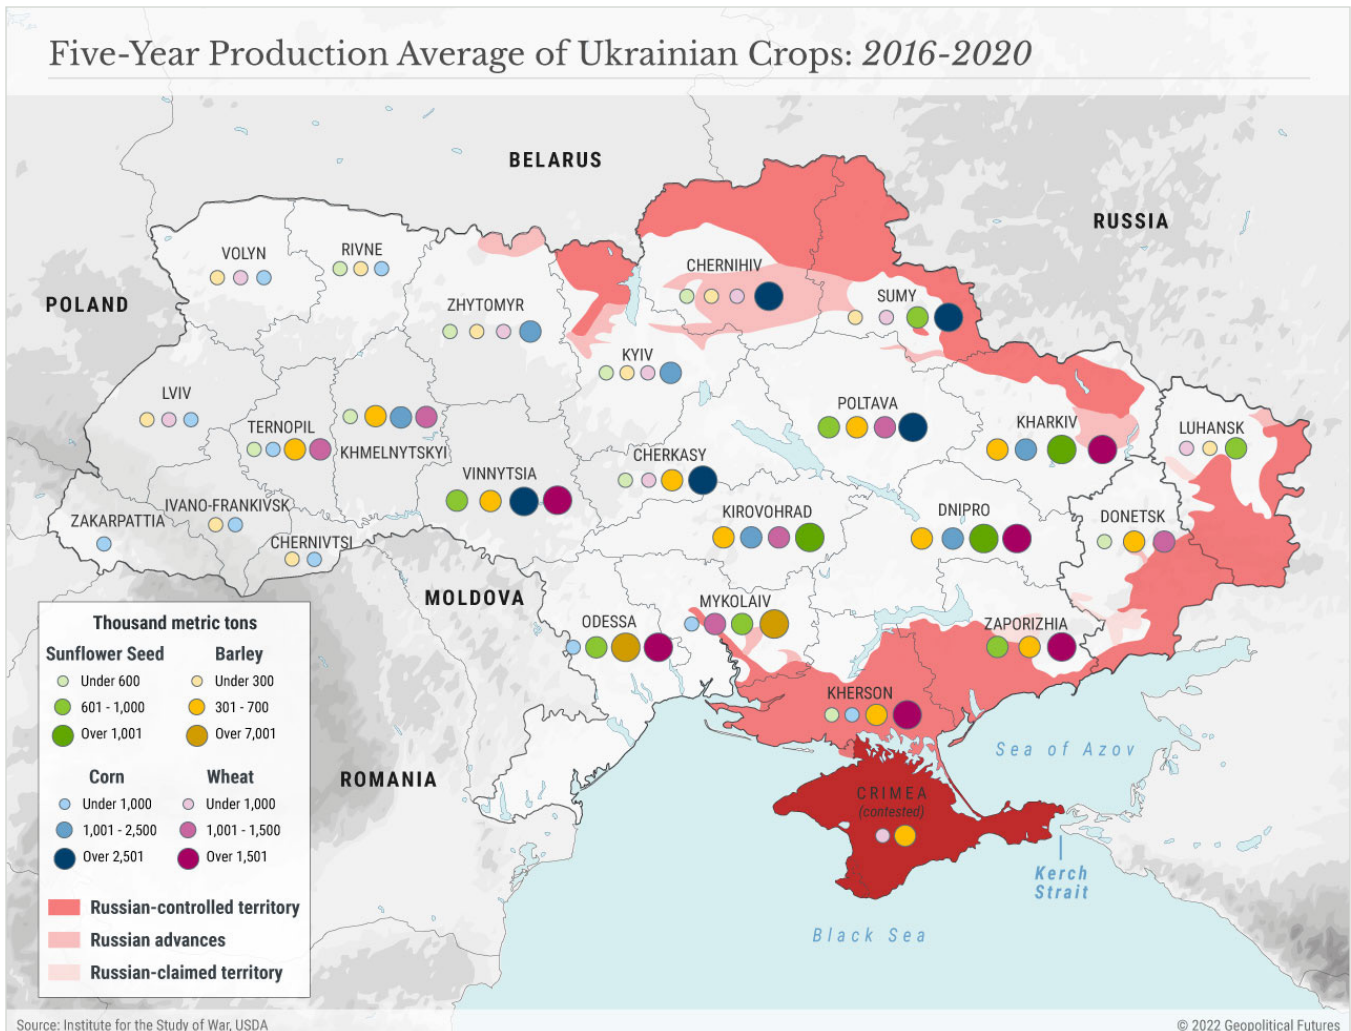 Five-Year Production Average of Ukrainian Crops: 2016-2020
BELARUS
RUSSIA
POLAND
VOLYN
RIVNE
ZHYTOMYR
CHERNIHIV
SUMY
KYIV
LVIV
TERNOPIL
KHMELNYTSKYI
VINNYTSIA
CHERKASY
POLTAVA
KHARKIV
LUHANSK
ZAKARPATTIA
IVANO-FRANKIVSK
CHERNIVTSI
KIROVOHRAD
DNIPRO
DONETSK
MOLDOVA
ODESSA
MYKOLAIV
ZAPORIZHIA
KHERSON
ROMANIA
Sea of Azov
CRIMEA
(contested)
Kerch
Strait
Black Sea
Thousand metric tons
Sunflower Seed
Under 600
601 - 1,000
Over 1,001
Barley
Under 300
301 - 700
Over 7,001
Corn
Under 1,000
1,001 - 2,500
Over 2,501
Wheat
Under 1,000
1,001 - 1,500
Over 1,501
Russian-controlled territory
Russian advances
Russian-claimed territory
Source: Institute for the Study of War, USDA
© 2022 Geopolitical Futures